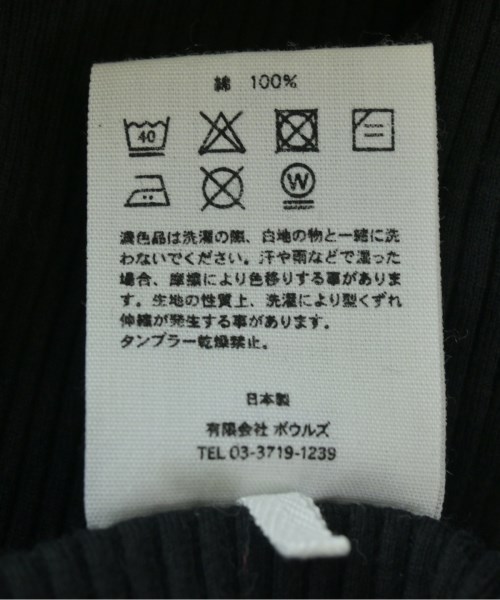 綿 100%
40
W
濃色品は洗濯の際、白地の物と一緒に洗
わないでください。汗や雨などで湿った
場合、摩擦により色移りする事がありま
す。生地の性質上、洗濯により型くずれ
伸縮が発生する事があります。
タンブラー乾燥禁止。
日本製
有限会社 ボウルズ
TEL 03-3719-1239